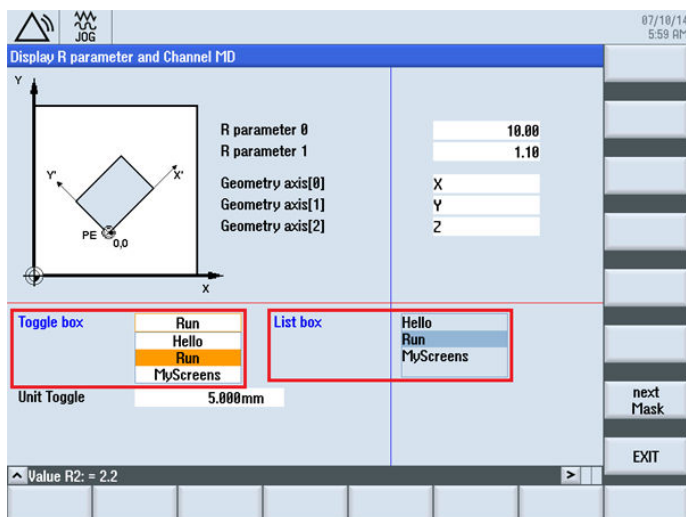 07/10/14
5:59 AM
JOG
Display R parameter and Channel MD
Y
R parameter 0 10.00
R parameter 1 1.10
Y' X'
Geometry axis[0] X
Geometry axis[1] Y
Geometry axis[2] Z
PE 0,0
X
Toggle box Run List box Hello
Hello Run
Run MyScreens
MyScreens
Unit Toggle 5.000mm
next
Mask
EXIT
Value R2: = 2.2